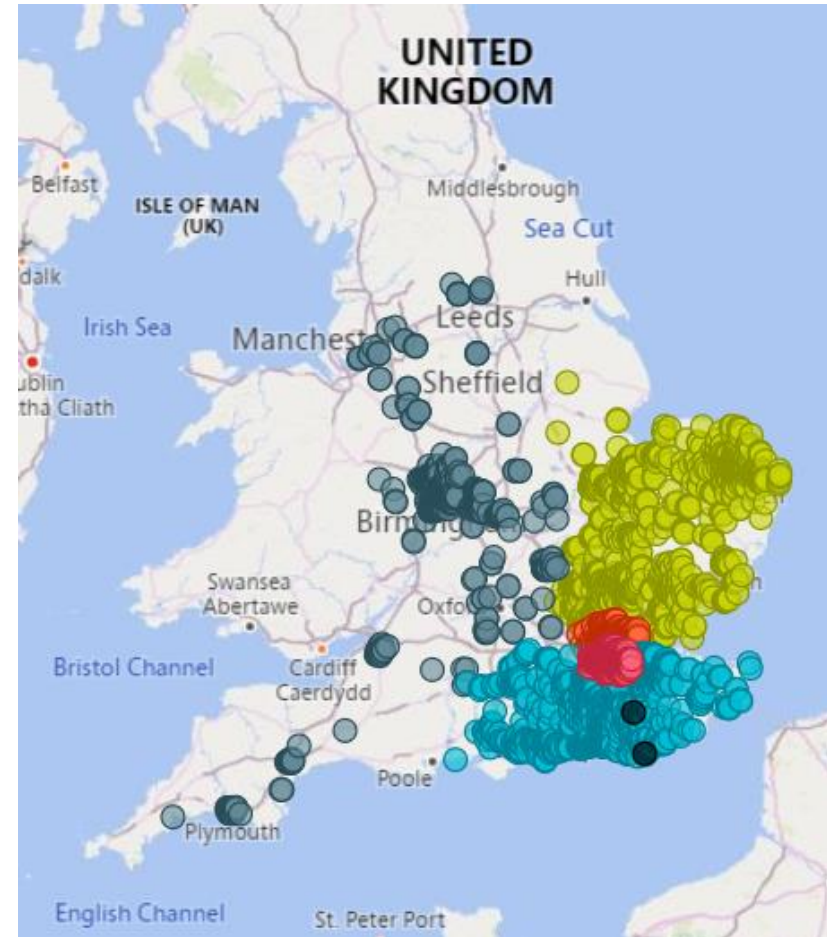 UNITED
KINGDOM
Belfast
Middlesbrough
ISLE OF MAN
(UK)
Sea Cut
dalk
Hull
Irish Sea
Leeds
Manchest
ublin
tha Cliath
Sheffield
Swansea
Abertawe
Oxfo
Bristol Channel
Cardiff
Caerdydd
Poole
Plymouth
English Channel
St. Peter Port